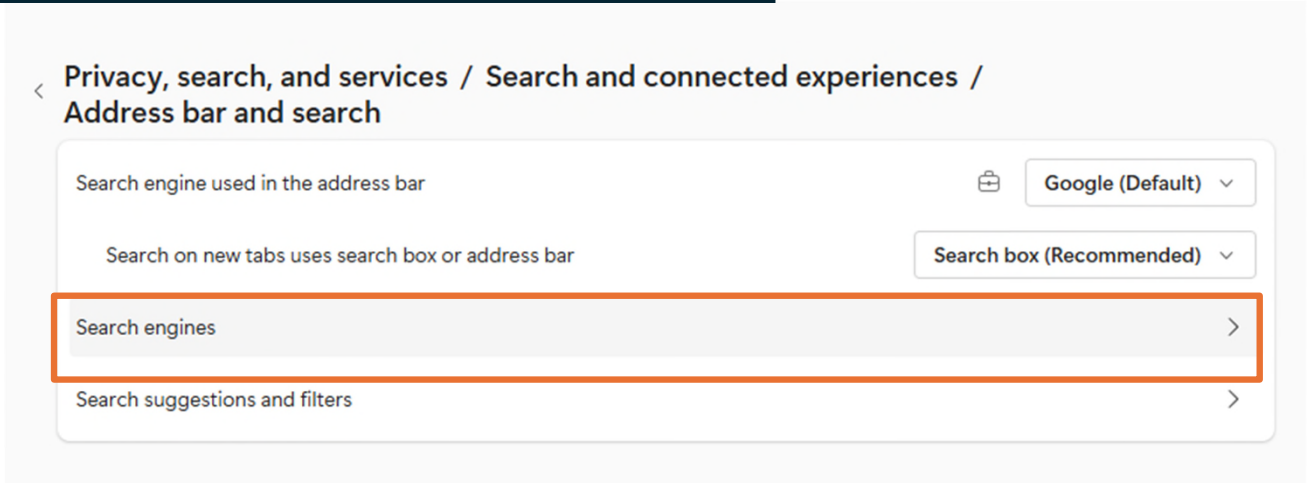 Privacy, search, and services / Search and connected experiences /
Address bar and search
Search engine used in the address bar
Google (Default)
Search on new tabs uses search box or address bar
Search box (Recommended)
Search engines
Search suggestions and filters